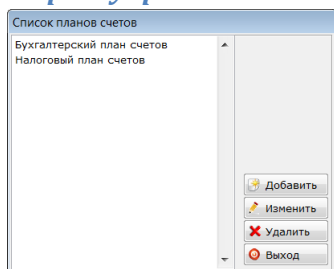 Список планов счетов
Бухгалтерский план счетов
Налоговый план счетов
Добавить
Изменить
Удалить
Выход